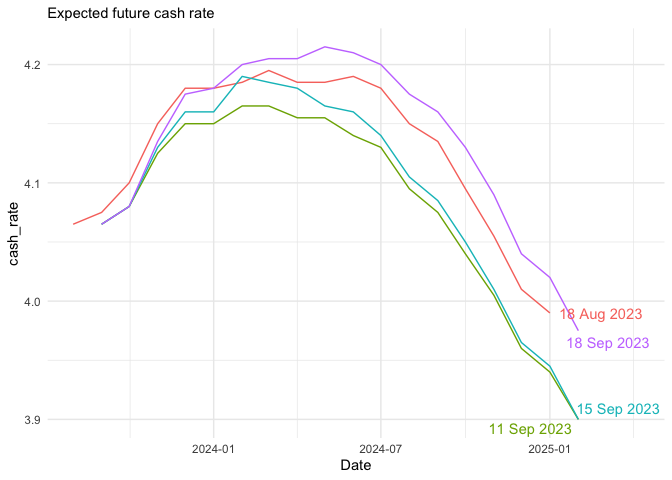 Expected future cash rate
4.2
4.1
4.0
3.9
cash_rate
18 Aug 2023
18 Sep 2023
15 Sep 2023
11 Sep 2023
2024-01
2024-07
2025-01
Date